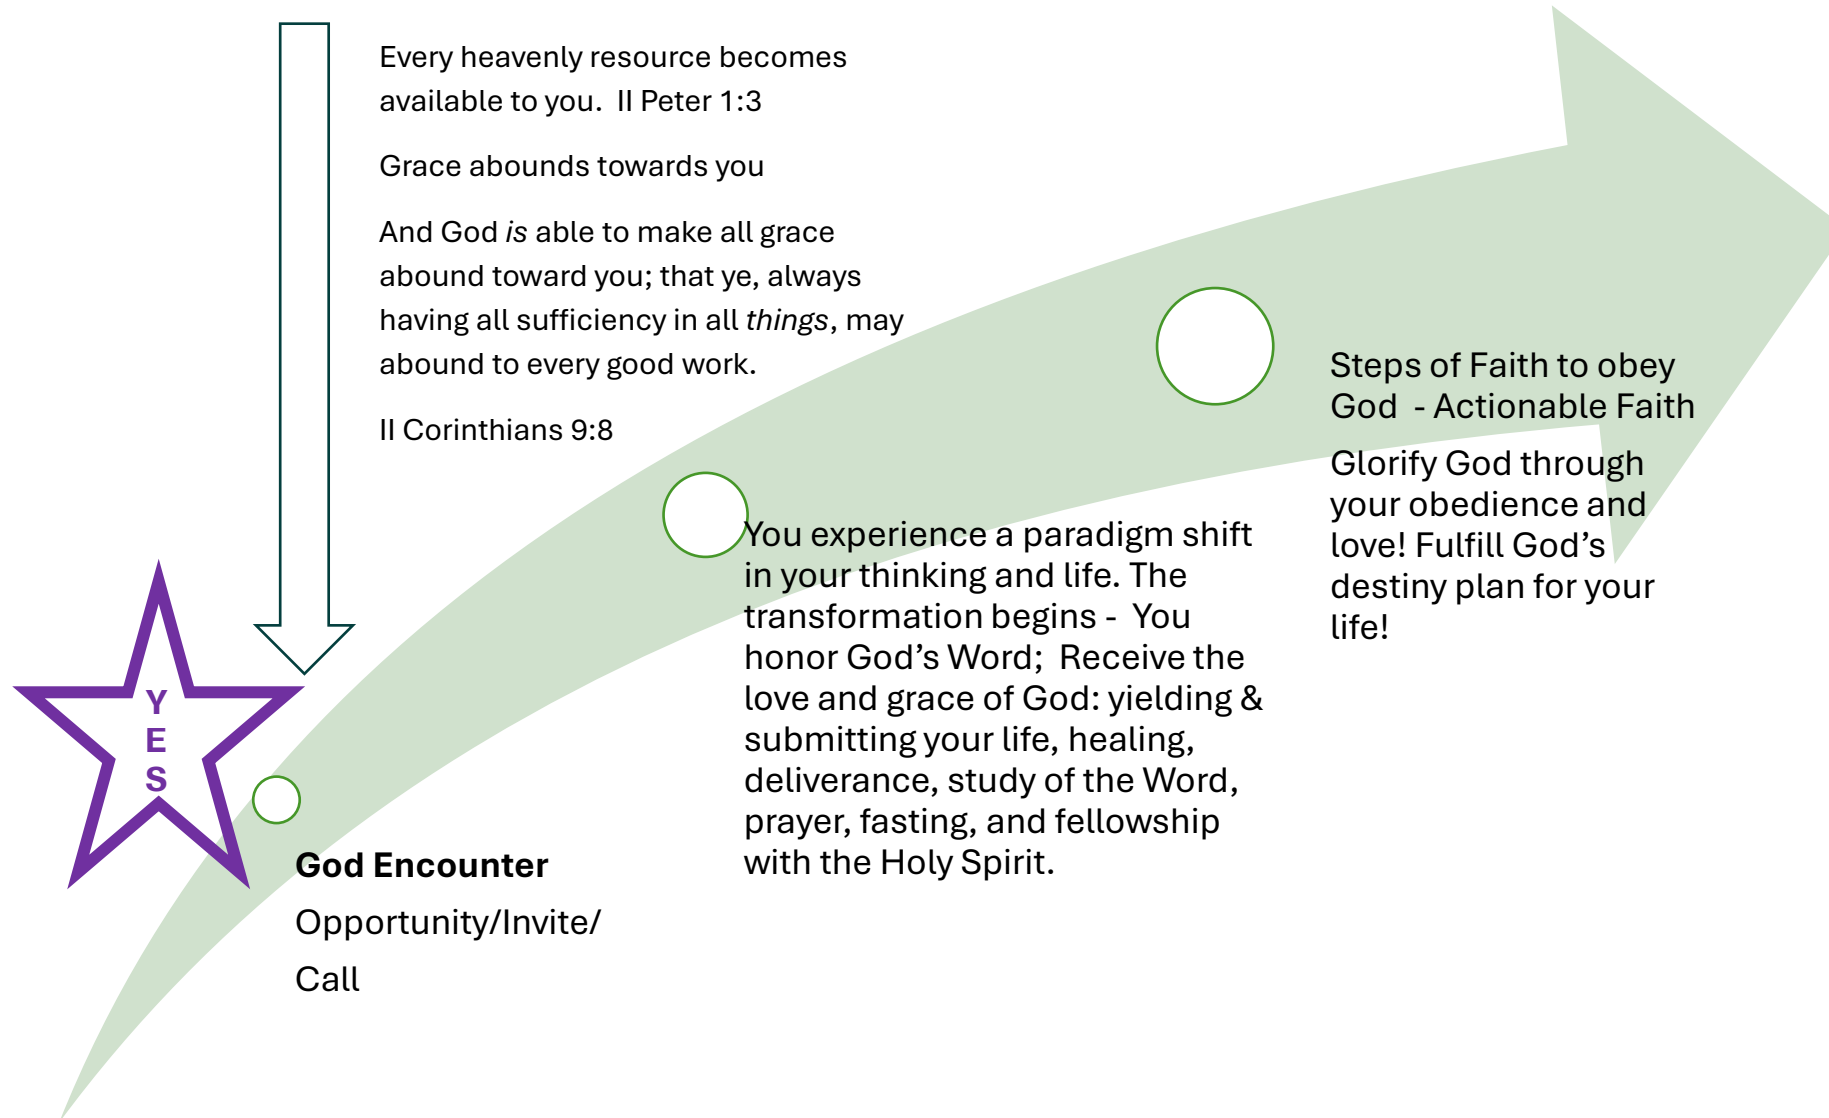 Every heavenly resource becomes
available to you.  II Peter 1:3
Grace abounds towards you
And God is able to make all grace
abound toward you; that ye, always
having all sufficiency in all things, may
abound to every good work.
II Corinthians 9:8
Y
E
S
God Encounter
Opportunity/Invite/
Call
You experience a paradigm shift
in your thinking and life. The
transformation begins -  You
honor God’s Word;  Receive the
love and grace of God: yielding &
submitting your life, healing,
deliverance, study of the Word,
prayer, fasting, and fellowship
with the Holy Spirit.
Steps of Faith to obey
God  - Actionable Faith
Glorify God through
your obedience and
love! Fulfill God’s
destiny plan for your
life!